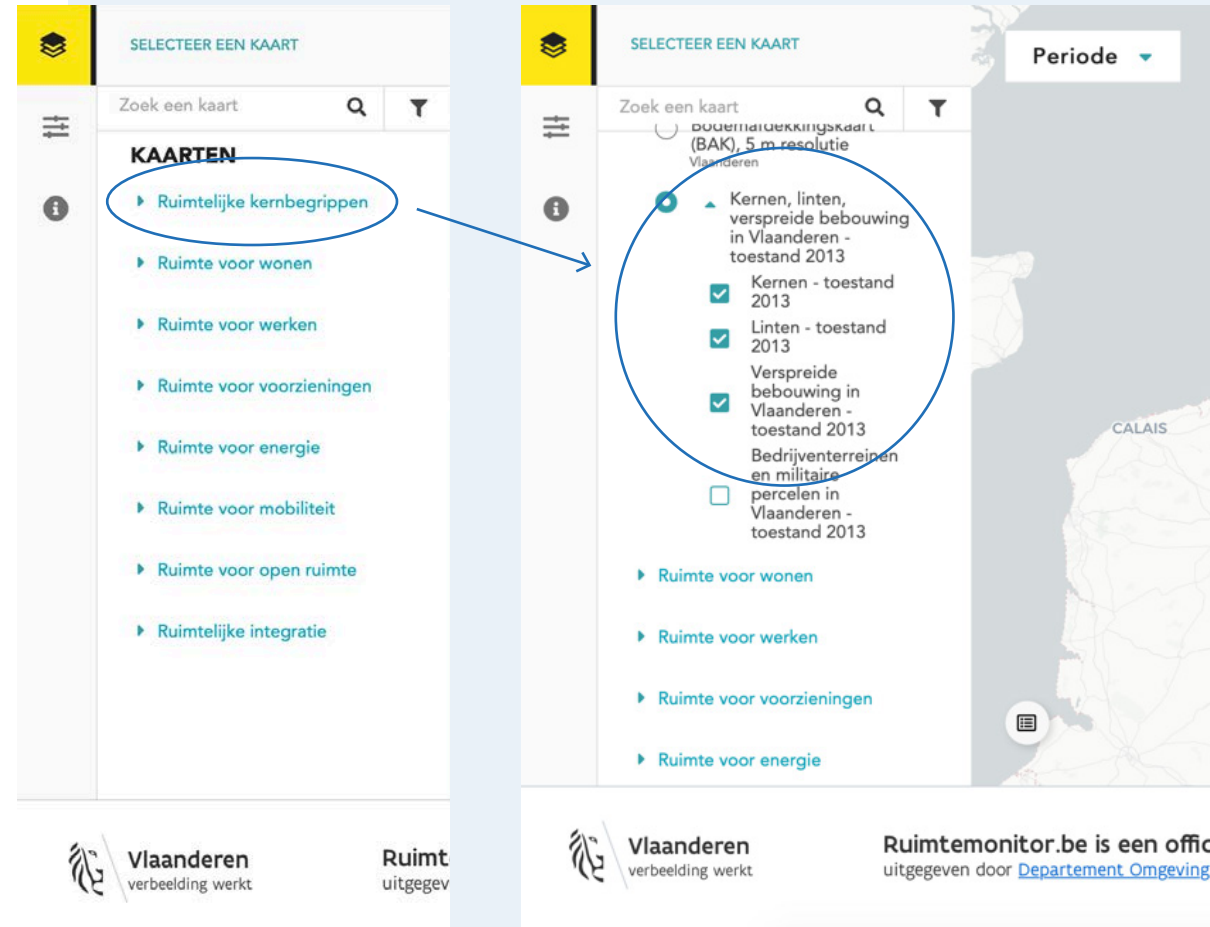 SELECTEER EEN KAART
Zoek een kaart
KAARTEN
Ruimtelijke kernbegrippen
Ruimte voor wonen
Ruimte voor werken
Ruimte voor voorzieningen
Ruimte voor energie
Ruimte voor mobiliteit
Ruimte voor open ruimte
Ruimtelijke integratie
Vlaanderen
verbeelding werkt
Ruimt
uitgegev
SELECTEER EEN KAART
Zoek een kaart
Bodemafdekkingskaart
(BAK), 5 m resolutie
Vlaanderen
Kernen, linten,
verspreide bebouwing
in Vlaanderen -
toestand 2013
Kernen - toestand
2013
Linten - toestand
2013
Verspreide
bebouwing in
Vlaanderen -
toestand 2013
Bedrijventerreinen
en militaire
percelen in
Vlaanderen -
toestand 2013
Ruimte voor wonen
Ruimte voor werken
Ruimte voor voorzieningen
Ruimte voor energie
Periode
CALAIS
Vlaanderen
verbeelding werkt
Ruimtemonitor.be is een offic
uitgegeven door Departement Omgeving